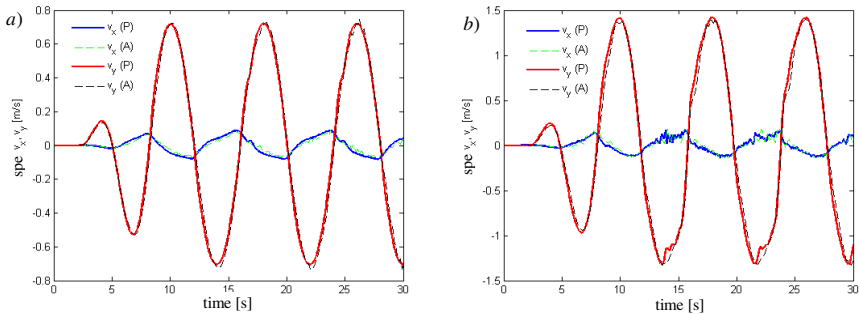 a)
0.8
0.6
0.4
0.2
0
-0.2
-0.4
-0.6
-0.8
spe v_x, v_y [m/s]
v_x (P)
v_x (A)
v_y (P)
v_y (A)
0 5 10 15 20 25 30
time [s]
b)
1.5
1
0.5
0
-0.5
-1
-1.5
spe v_x, v_y [m/s]
v_x (P)
v_x (A)
v_y (P)
v_y (A)
0 5 10 15 20 25 30
time [s]